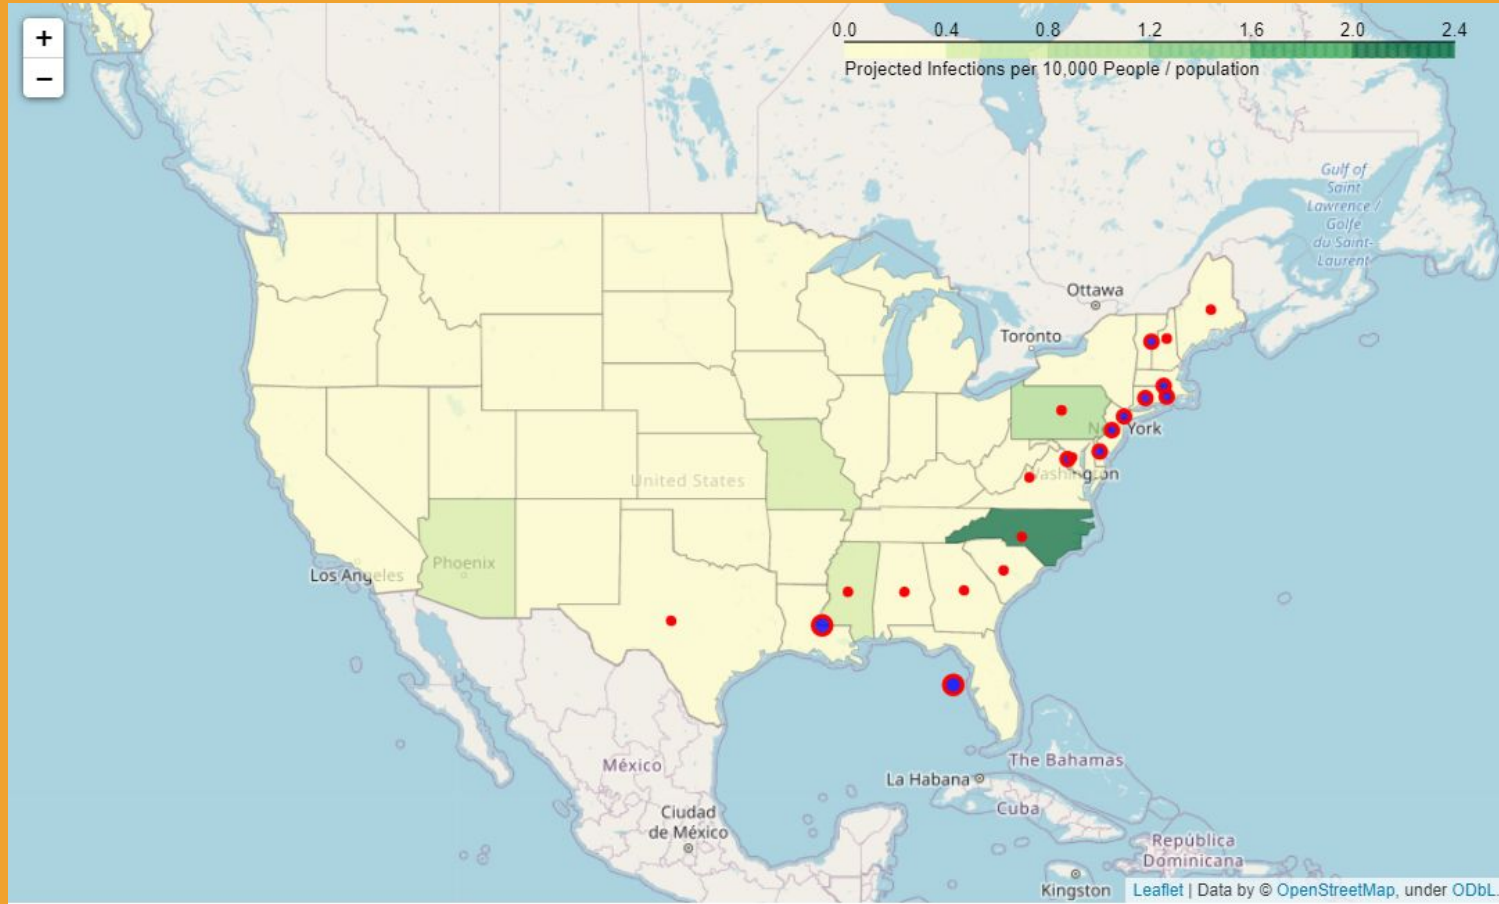 +
−
0.0 0.4 0.8 1.2 1.6 2.0 2.4
Projected Infections per 10,000 People / population
Gulf of
Saint
Lawrence /
Golfe
du Saint-
Laurent
Ottawa
Toronto
New York
Washington
United States
Phoenix
Los Angeles
México
Ciudad
de México
The Bahamas
La Habana
Cuba
República
Dominicana
Kingston
Leaflet | Data by © OpenStreetMap, under ODbL.